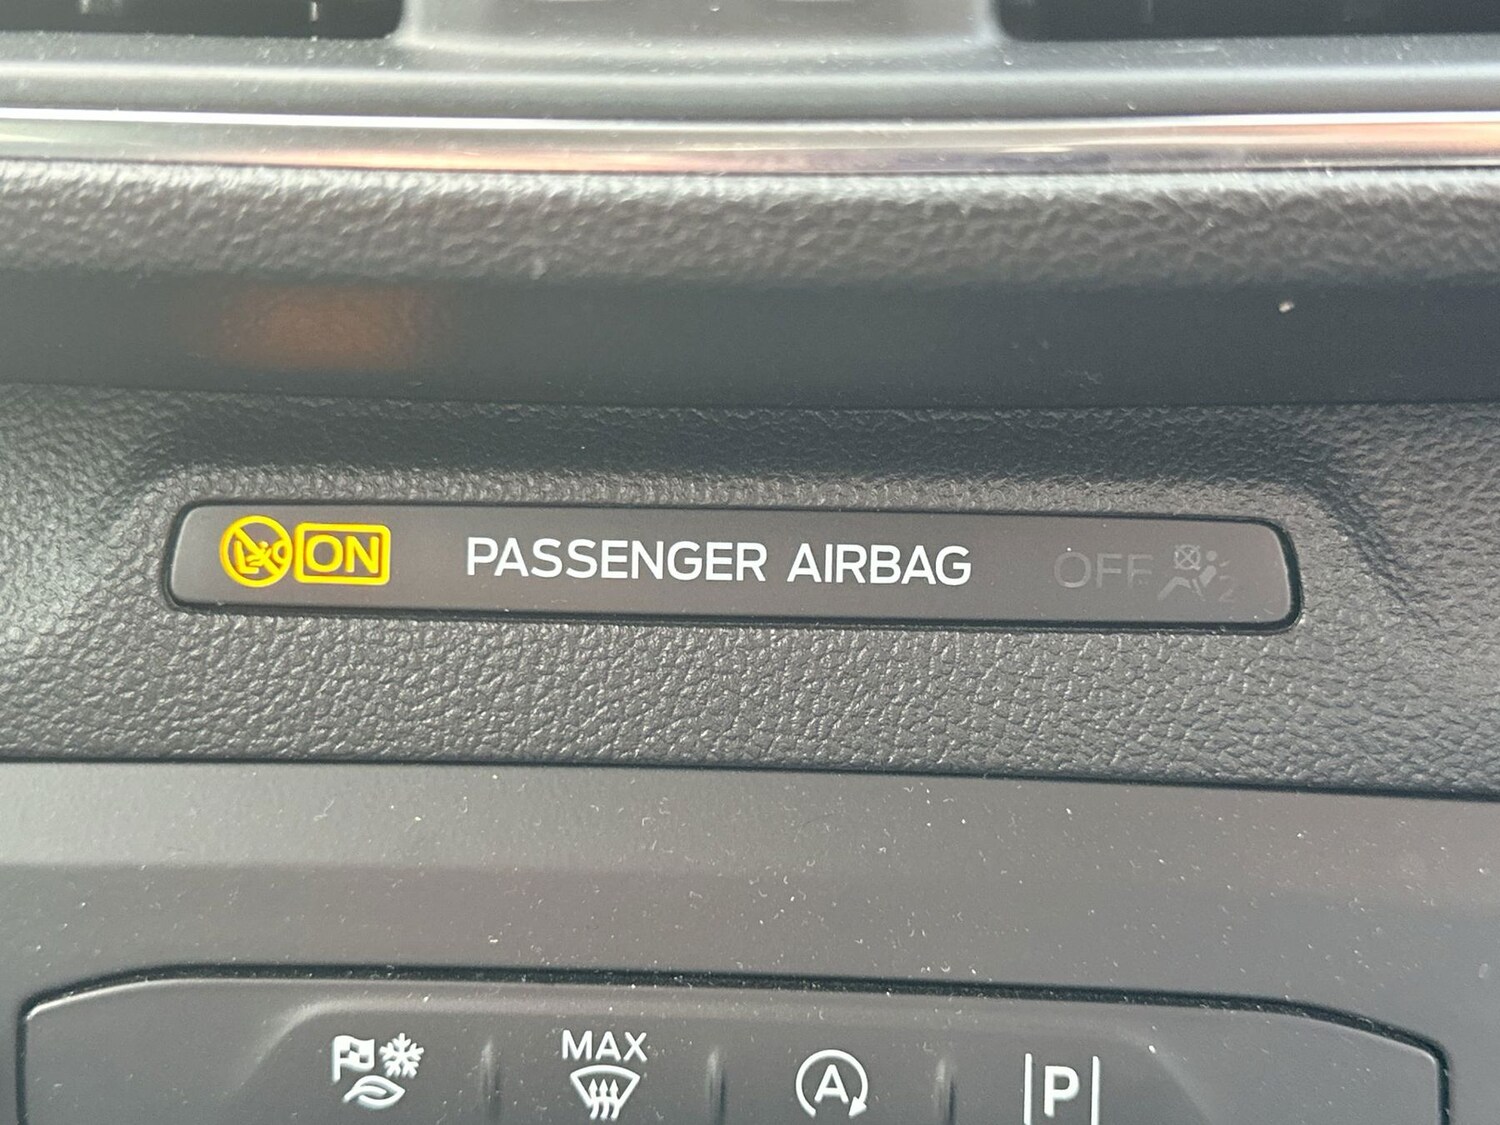 ON PASSENGER AIRBAG OFF
MAX
A
P